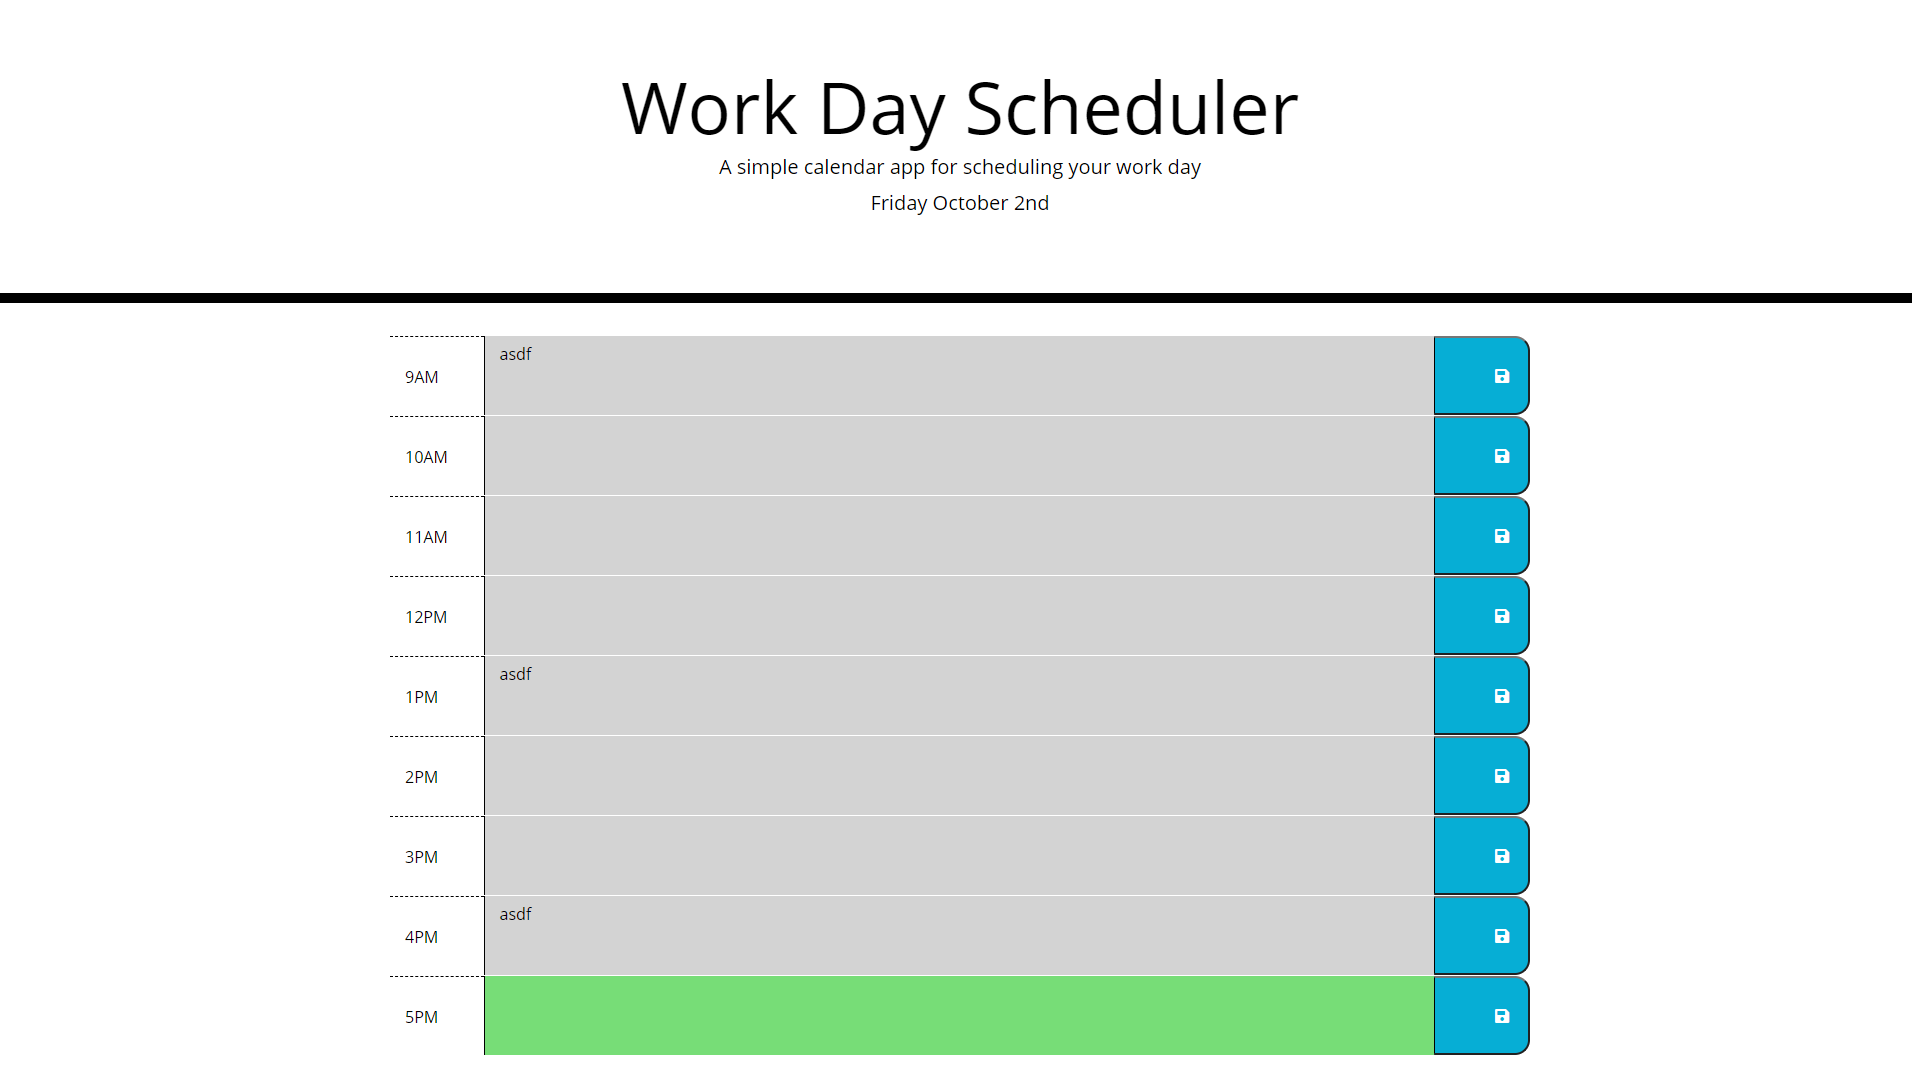 Work Day Scheduler
A simple calendar app for scheduling your work day
Friday October 2nd
9AM
asdf
10AM
11AM
12PM
1PM
asdf
2PM
3PM
4PM
asdf
5PM